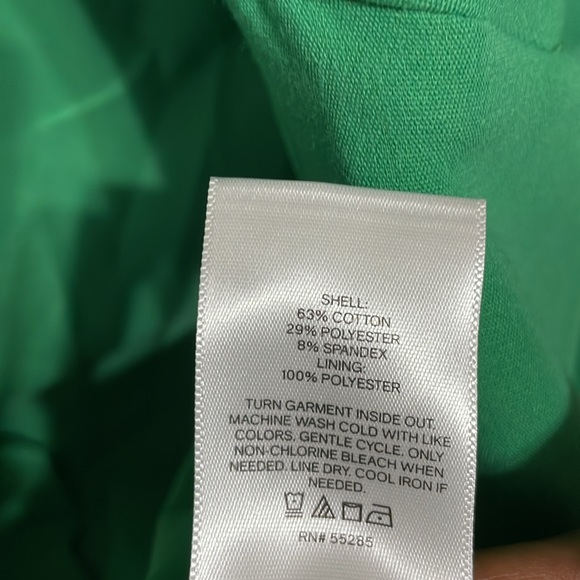 SHELL:
63% COTTON
29% POLYESTER
8% SPANDEX
LINING:
100% POLYESTER
TURN GARMENT INSIDE OUT.
MACHINE WASH COLD WITH LIKE
COLORS. GENTLE CYCLE. ONLY
NON-CHLORINE BLEACH WHEN
NEEDED. LINE DRY. COOL IRON IF
NEEDED.
RN# 55285